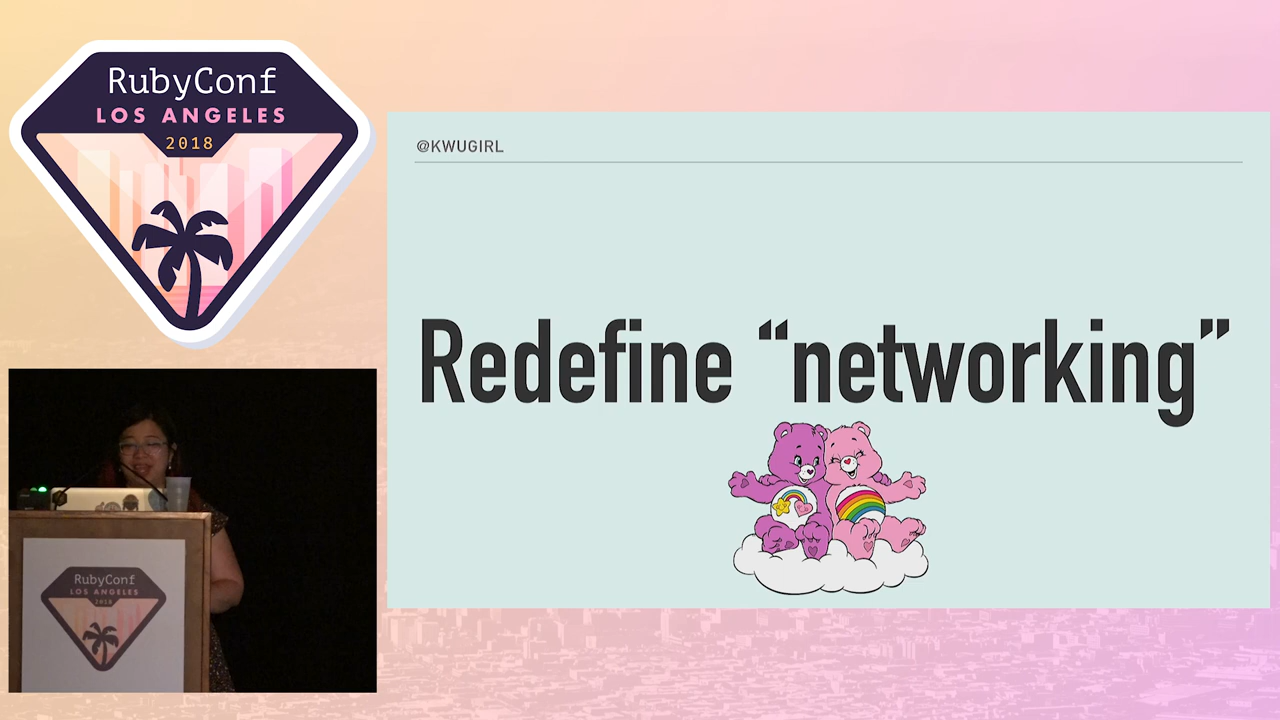 RubyConf
LOS ANGELES
2018
@KWUGIRL
Redefine “networking”
RubyConf
LOS ANGELES
2018